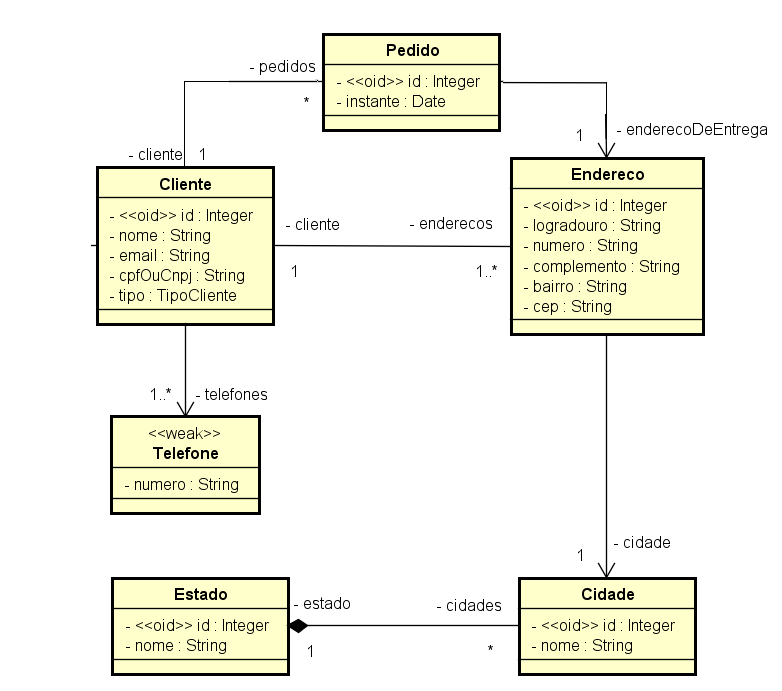 Pedido
- <<oid>> id : Integer
- instante : Date
- pedidos
*
1
- enderecoDeEntrega
- cliente
1
Cliente
- <<oid>> id : Integer
- nome : String
- email : String
- cpfOuCnpj : String
- tipo : TipoCliente
- cliente
1
- enderecos
1..*
Endereco
- <<oid>> id : Integer
- logradouro : String
- numero : String
- complemento : String
- bairro : String
- cep : String
1..*
- telefones
<<weak>>
Telefone
- numero : String
1
- cidade
Estado
- <<oid>> id : Integer
- nome : String
- estado
1
- cidades
*
Cidade
- <<oid>> id : Integer
- nome : String